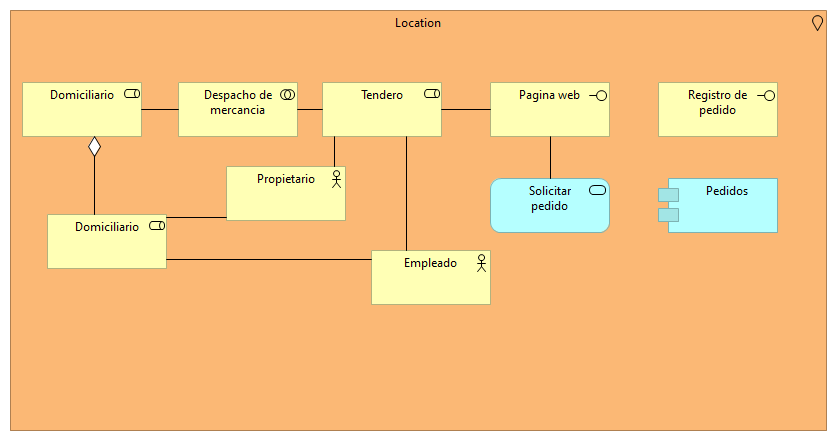 Location
Domiciliario
Despacho de
mercancia
Tendero
Pagina web
Registro de
pedido
Propietario
Solicitar
pedido
Pedidos
Domiciliario
Empleado